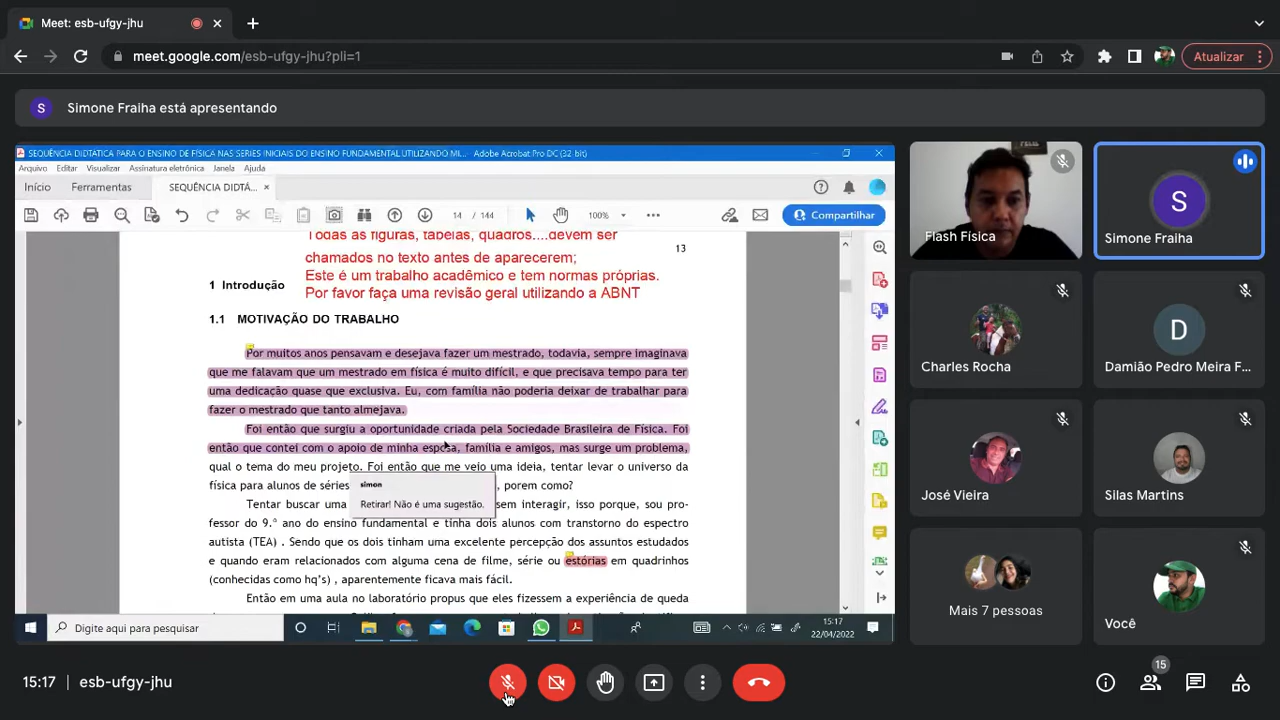 Meet: esb-ufgy-jhu
meet.google.com/esb-ufgy-jhu?pli=1
Atualizar
S
Simone Fraiha está apresentando
SEQUÊNCIA DIDTATICA PARA O ENSINO DE FÍSICA NAS SERIES INICIAIS DO ENSINO FUNDAMENTAL UTILIZANDO MI... - Adobe Acrobat Pro DC (32-bit)
Arquivo Editar Visualizar Assinatura eletrônica Janela Ajuda
Início Ferramentas SEQUÊNCIA DIDTÁ...
14 / 144 100% Compartilhar
Todas as figuras, tabelas, quadros....devem ser
chamados no texto antes de aparecerem;
Este é um trabalho acadêmico e tem normas próprias.
Por favor faça uma revisão geral utilizando a ABNT
13
1 Introdução
1.1 MOTIVAÇÃO DO TRABALHO
Por muitos anos pensavam e desejava fazer um mestrado, todavia, sempre imaginava
que me falavam que um mestrado em física é muito difícil, e que precisava tempo para ter
uma dedicação quase que exclusiva. Eu, com família não poderia deixar de trabalhar para
fazer o mestrado que tanto almejava.
Foi então que surgiu a oportunidade criada pela Sociedade Brasileira de Física. Foi
então que contei com o apoio de minha esposa, família e amigos, mas surge um problema,
qual o tema do meu projeto. Foi então que me veio uma ideia, tentar levar o universo da
física para alunos de séries , porem como?
simon
Retirar! Não é uma sugestão.
Tentar buscar uma sem interagir, isso porque, sou pro-
fessor do 9.º ano do ensino fundamental e tinha dois alunos com transtorno do espectro
autista (TEA) . Sendo que os dois tinham uma excelente percepção dos assuntos estudados
e quando eram relacionados com alguma cena de filme, série ou estórias em quadrinhos
(conhecidas como hq's) , aparentemente ficava mais fácil.
Então em uma aula no laboratório propus que eles fizessem a experiência de queda
Digite aqui para pesquisar
15:17
22/04/2022
Flash Física
S
Simone Fraiha
Charles Rocha
D
Damião Pedro Meira F...
José Vieira
Silas Martins
Mais 7 pessoas
Você
15:17 | esb-ufgy-jhu
15